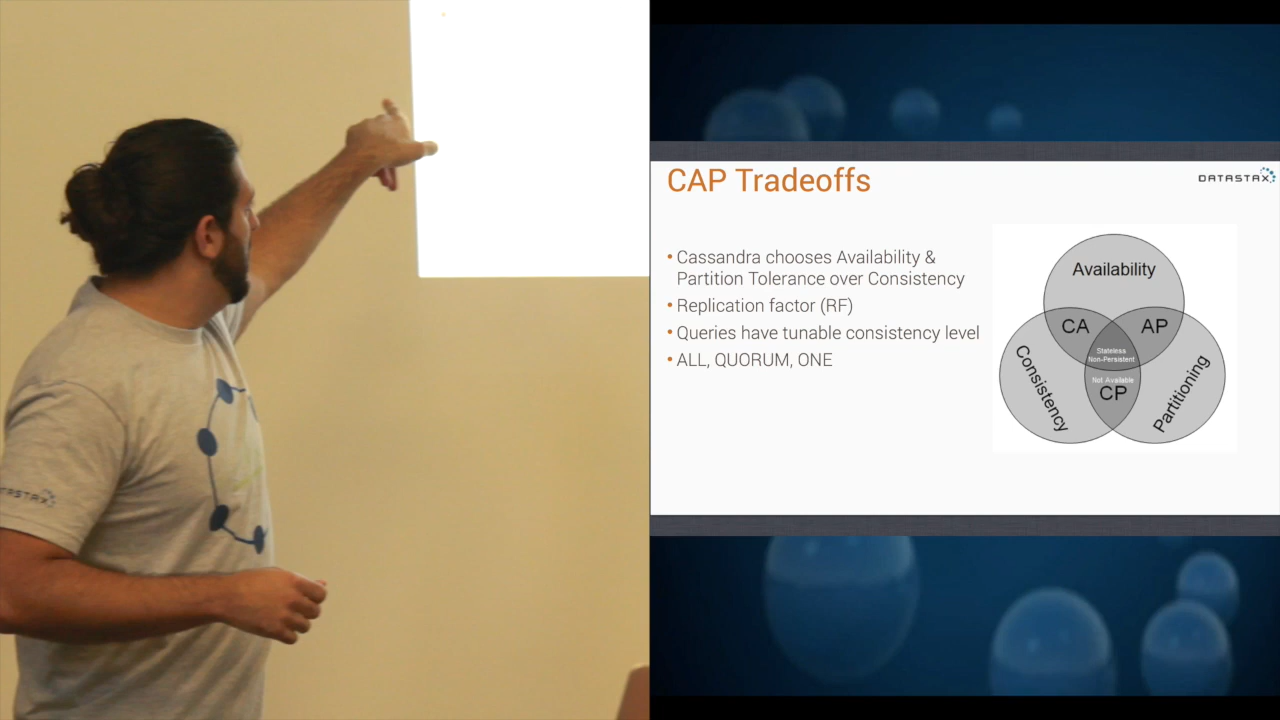 CAP Tradeoffs
DATASTAX
• Cassandra chooses Availability &
Partition Tolerance over Consistency
• Replication factor (RF)
• Queries have tunable consistency level
• ALL, QUORUM, ONE
Availability
CA
AP
Stateless
Non-Persistent
Consistency
Not Available
CP
Partitioning
ATASTAX